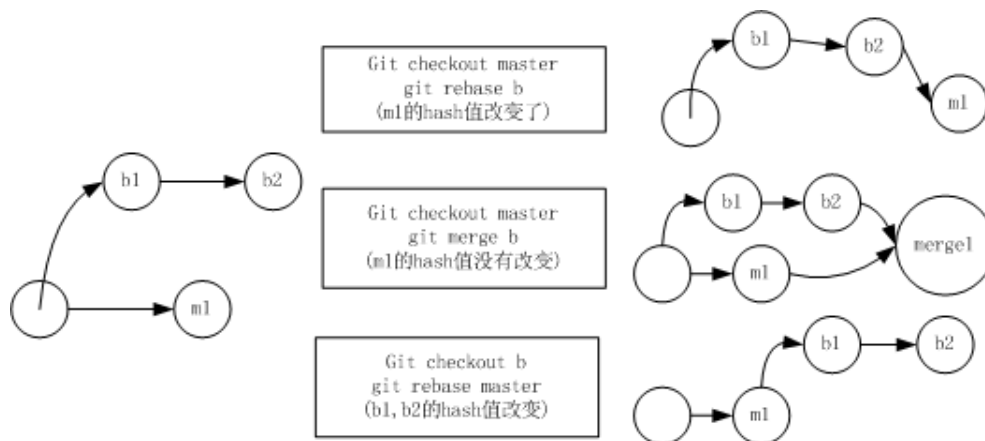 b1
b2
m1
Git checkout master
git rebase b
(m1的hash值改变了)
b1
b2
m1
Git checkout master
git merge b
(m1的hash值没有改变)
b1
b2
m1
merge1
Git checkout b
git rebase master
(b1,b2的hash值改变)
b1
b2
m1